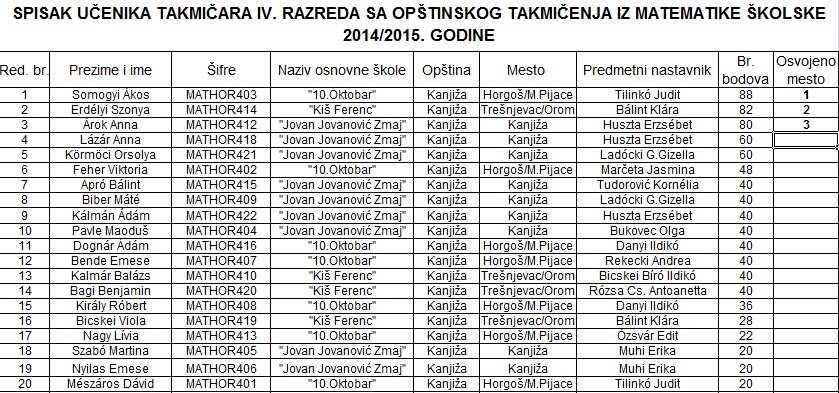 SPISAK UČENIKA TAKMIČARA IV. RAZREDA SA OPŠTINSKOG TAKMIČENJA IZ MATEMATIKE ŠKOLSKE
2014/2015. GODINE
Red. br. Prezime i ime Šifre Naziv osnovne škole Opština Mesto Predmetni nastavnik Br. bodova Osvojeno mesto
1 Somogyi Ákos MATHOR403 "10.Oktobar" Kanjiža Horgoš/M.Pijace Tilinkó Judit 88 1
2 Erdélyi Szonya MATHOR414 "Kiš Ferenc" Kanjiža Trešnjevac/Orom Bálint Klára 82 2
3 Árok Anna MATHOR412 "Jovan Jovanović Zmaj" Kanjiža Kanjiža Huszta Erzsébet 80 3
4 Lázár Anna MATHOR418 "Jovan Jovanović Zmaj" Kanjiža Kanjiža Huszta Erzsébet 60
5 Körmöci Orsolya MATHOR421 "Jovan Jovanović Zmaj" Kanjiža Kanjiža Ladócki G.Gizella 60
6 Feher Viktoria MATHOR402 "10.Oktobar" Kanjiža Horgoš/M.Pijace Marčeta Jasmina 48
7 Apró Bálint MATHOR415 "Jovan Jovanović Zmaj" Kanjiža Kanjiža Tudorović Kornélia 40
8 Biber Máté MATHOR409 "Jovan Jovanović Zmaj" Kanjiža Kanjiža Ladócki G.Gizella 40
9 Kálmán Ádám MATHOR422 "Jovan Jovanović Zmaj" Kanjiža Kanjiža Huszta Erzsébet 40
10 Pavle Maoduš MATHOR404 "Jovan Jovanović Zmaj" Kanjiža Kanjiža Bukovec Olga 40
11 Dognár Ádám MATHOR416 "10.Oktobar" Kanjiža Horgoš/M.Pijace Danyi Ildikó 40
12 Bende Emese MATHOR407 "10.Oktobar" Kanjiža Horgoš/M.Pijace Rekecki Andrea 40
13 Kalmár Balázs MATHOR410 "Kiš Ferenc" Kanjiža Trešnjevac/Orom Bicskei Bíró Ildikó 40
14 Bagi Benjamin MATHOR420 "Kiš Ferenc" Kanjiža Trešnjevac/Orom Rózsa Cs. Antoanetta 40
15 Király Róbert MATHOR408 "10.Oktobar" Kanjiža Horgoš/M.Pijace Danyi Ildikó 36
16 Bicskei Viola MATHOR419 "Kiš Ferenc" Kanjiža Trešnjevac/Orom Bálint Klára 28
17 Nagy Lívia MATHOR413 "10.Oktobar" Kanjiža Horgoš/M.Pijace Ózsvár Edit 22
18 Szabó Martina MATHOR405 "Jovan Jovanović Zmaj" Kanjiža Kanjiža Muhi Erika 20
19 Nyilas Emese MATHOR406 "Jovan Jovanović Zmaj" Kanjiža Kanjiža Muhi Erika 20
20 Mészáros Dávid MATHOR401 "10.Oktobar" Kanjiža Horgoš/M.Pijace Tilinkó Judit 20